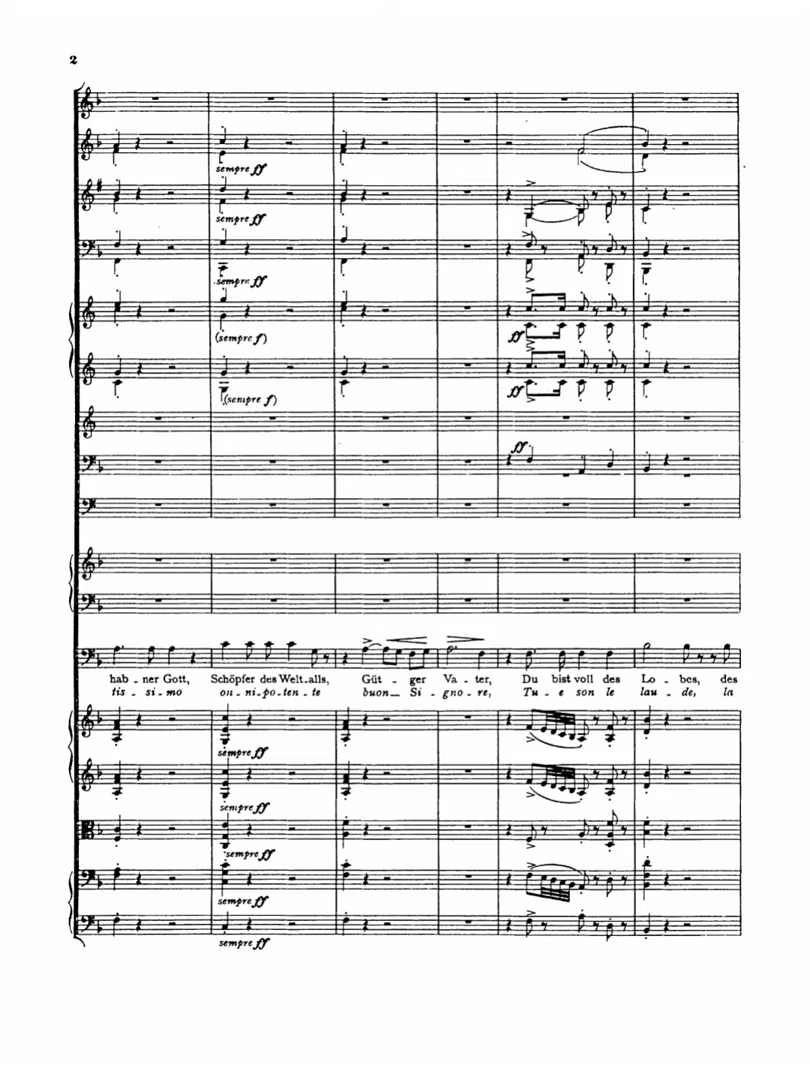 2
sempre ff
sempre ff
sempre ff
(sempre f)
ff
(sempre f)
ff
ff
hab - ner Gott, Schöpfer des Welt-alls, Gü - ger Va - ter, Du bist voll des Lo - bes, des
tis - si - mo on - ni - po - ten - te buon Si - gno - re, Tu - e son le lau - de, la
sempre ff
sempre ff
sempre ff
sempre ff
sempre ff